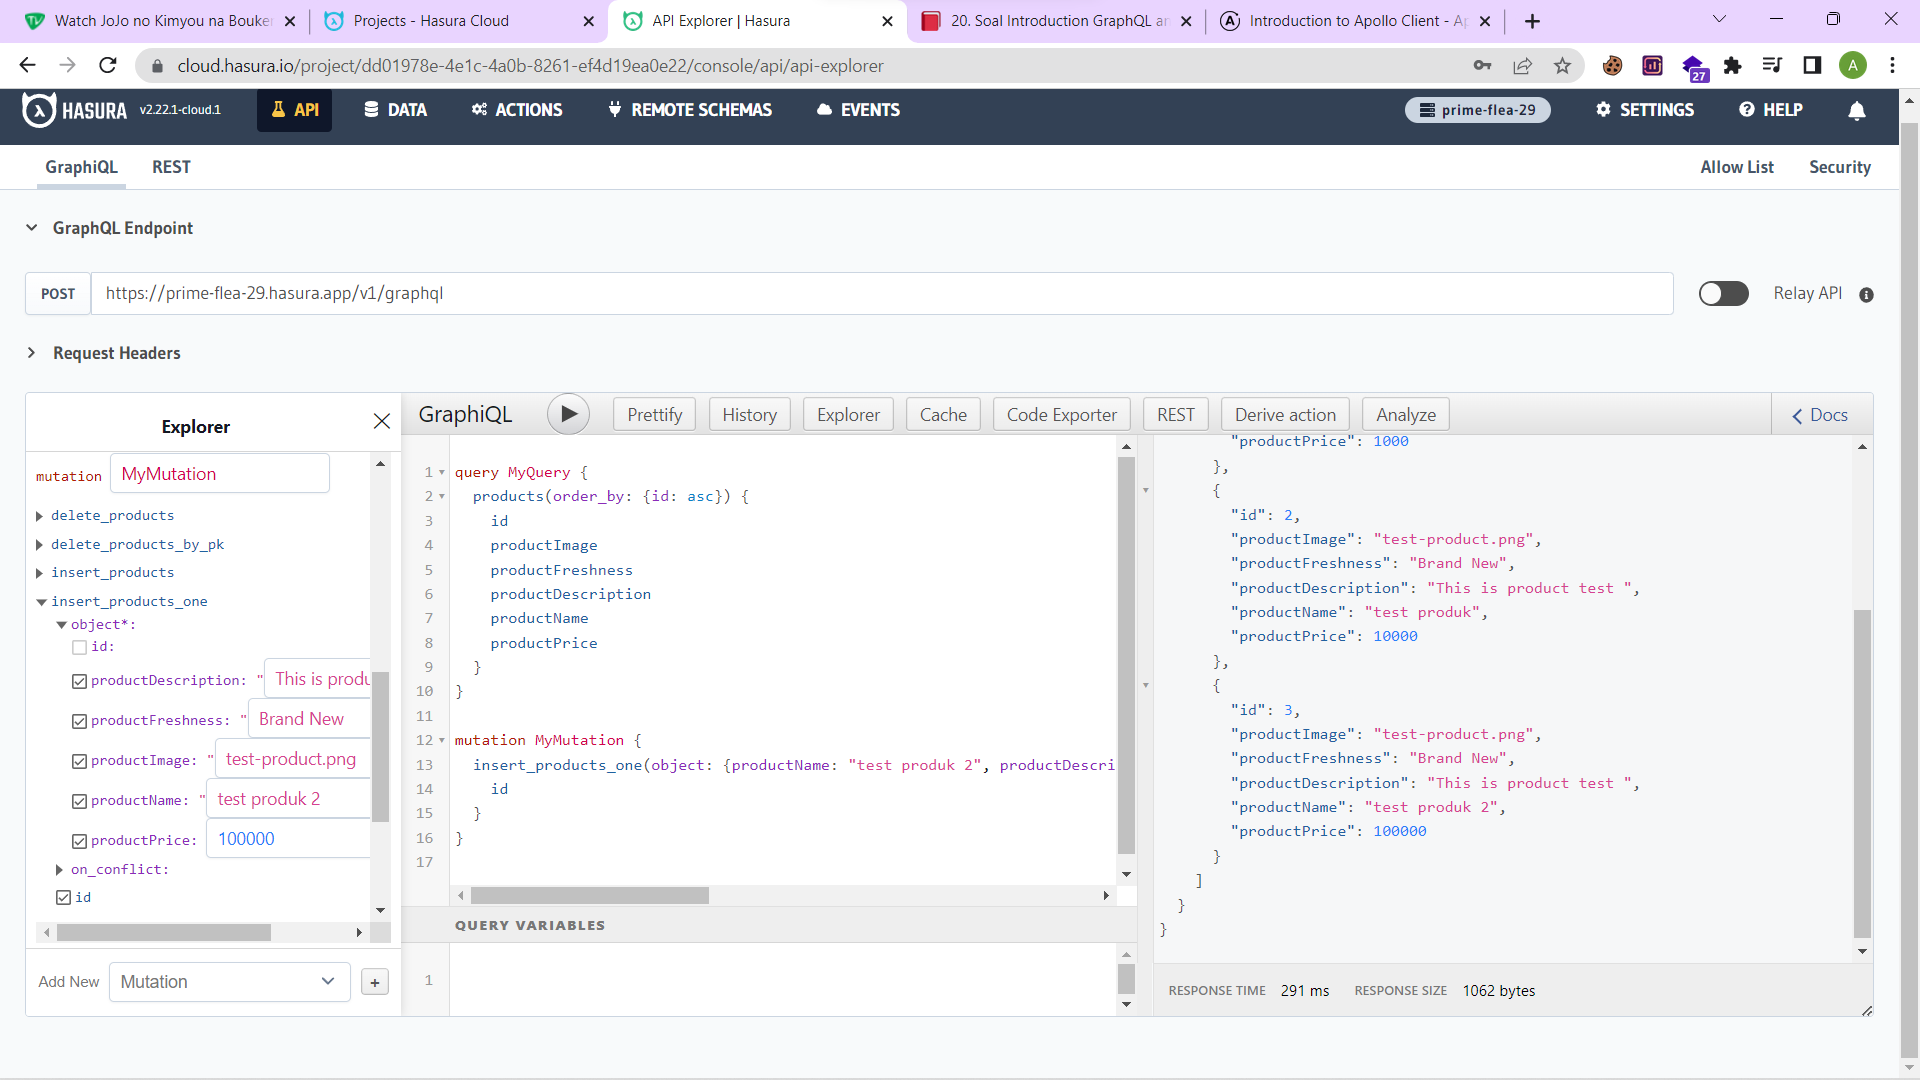 Watch JoJo no Kimyou na Bouken
Projects - Hasura Cloud
API Explorer | Hasura
20. Soal Introduction GraphQL an
Introduction to Apollo Client - Ap
cloud.hasura.io/project/dd01978e-4e1c-4a0b-8261-ef4d19ea0e22/console/api/api-explorer
27
A
HASURA v2.22.1-cloud.1 API DATA ACTIONS REMOTE SCHEMAS EVENTS prime-flea-29 SETTINGS HELP
GraphiQL REST Allow List Security
GraphQL Endpoint
POST https://prime-flea-29.hasura.app/v1/graphql Relay API
Request Headers
Explorer
mutation MyMutation
delete_products
delete_products_by_pk
insert_products
insert_products_one
object*:
id:
productDescription: " This is produ
productFreshness: " Brand New
productImage: " test-product.png
productName: " test produk 2
productPrice: 100000
on_conflict:
id
Add New Mutation +
GraphiQL Prettify History Explorer Cache Code Exporter REST Derive action Analyze Docs
1 query MyQuery {
2 products(order_by: {id: asc}) {
3 id
4 productImage
5 productFreshness
6 productDescription
7 productName
8 productPrice
9 }
10 }
11
12 mutation MyMutation {
13 insert_products_one(object: {productName: "test produk 2", productDescri
14 id
15 }
16 }
17
QUERY VARIABLES
1
"productPrice": 1000
},
{
"id": 2,
"productImage": "test-product.png",
"productFreshness": "Brand New",
"productDescription": "This is product test ",
"productName": "test produk",
"productPrice": 10000
},
{
"id": 3,
"productImage": "test-product.png",
"productFreshness": "Brand New",
"productDescription": "This is product test ",
"productName": "test produk 2",
"productPrice": 100000
}
]
}
}
RESPONSE TIME 291 ms RESPONSE SIZE 1062 bytes